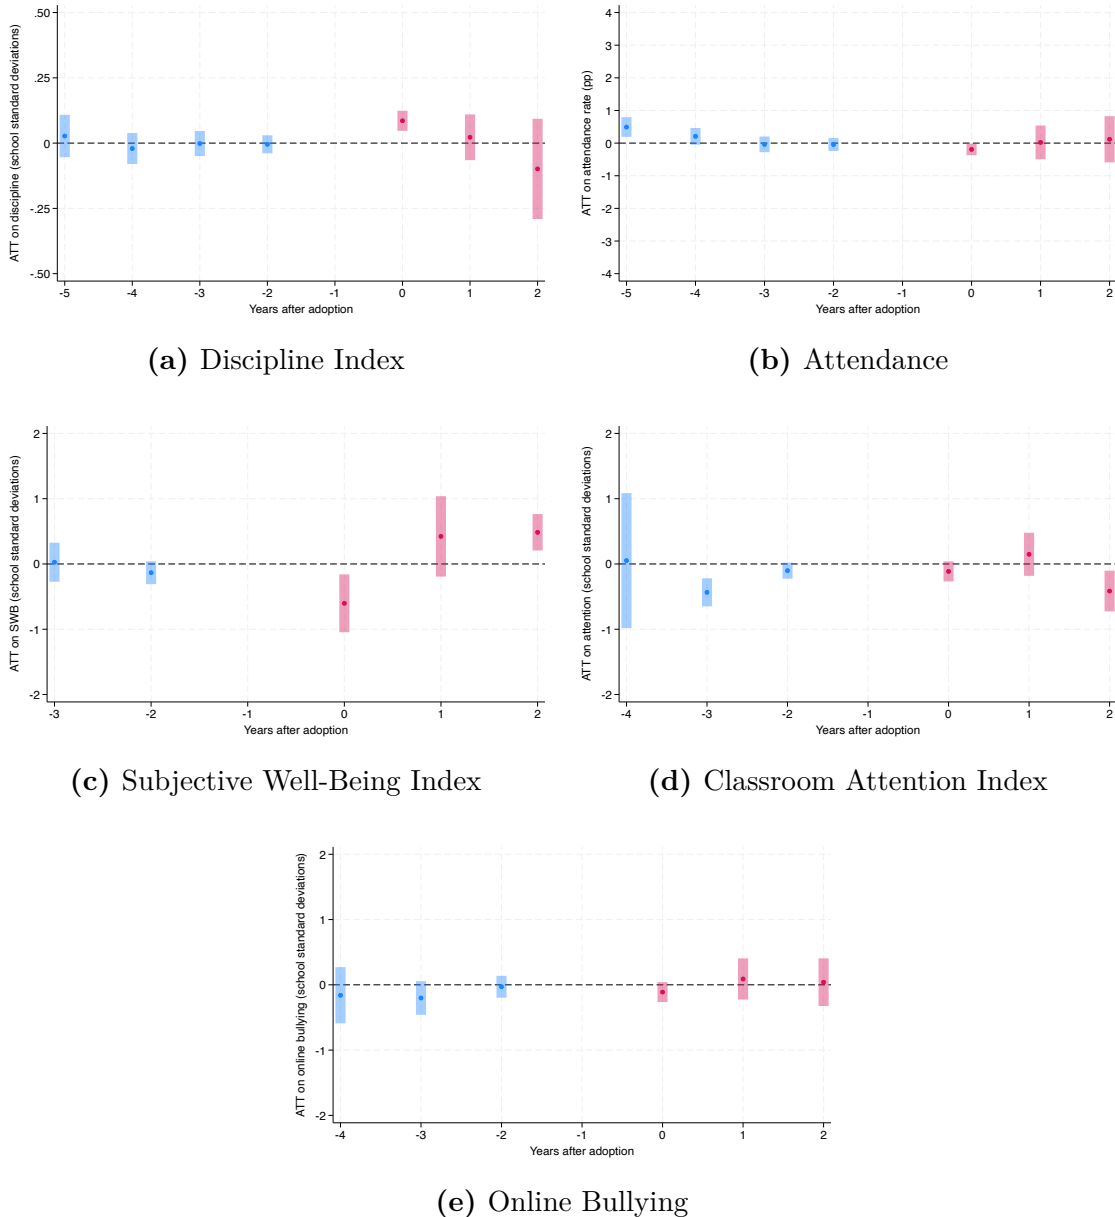 ATT on discipline (school standard deviations)
.50
.25
0
-.25
-.50
-5 -4 -3 -2 -1 0 1 2
Years after adoption
(a) Discipline Index
ATT on attendance rate (pp)
4
3
2
1
0
-1
-2
-3
-4
-5 -4 -3 -2 -1 0 1 2
Years after adoption
(b) Attendance
ATT on SWB (school standard deviations)
2
1
0
-1
-2
-3 -2 -1 0 1 2
Years after adoption
(c) Subjective Well-Being Index
ATT on attention (school standard deviations)
2
1
0
-1
-2
-4 -3 -2 -1 0 1 2
Years after adoption
(d) Classroom Attention Index
ATT on online bullying (school standard deviations)
2
1
0
-1
-2
-4 -3 -2 -1 0 1 2
Years after adoption
(e) Online Bullying